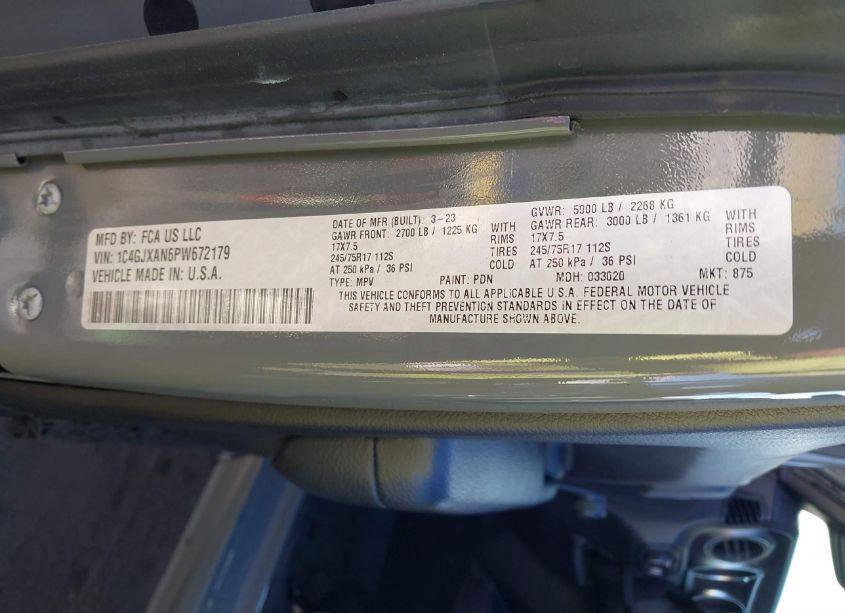 MFD BY: FCA US LLC
VIN: 1C4GJXAN6PW672179
VEHICLE MADE IN: U.S.A.
DATE OF MFR (BUILT): 3-23
GAWR FRONT: 2700 LB / 1225 KG WITH
17X7.5 RIMS
245/75R17 112S TIRES
AT 250 kPa / 36 PSI COLD
GVWR: 5000 LB / 2268 KG
GAWR REAR: 3000 LB / 1361 KG WITH
17X7.5 RIMS
245/75R17 112S TIRES
AT 250 kPa / 36 PSI COLD
TYPE: MPV PAINT: PDN MDH: 033020 MKT: 875
THIS VEHICLE CONFORMS TO ALL APPLICABLE U.S.A. FEDERAL MOTOR VEHICLE
SAFETY AND THEFT PREVENTION STANDARDS IN EFFECT ON THE DATE OF
MANUFACTURE SHOWN ABOVE.